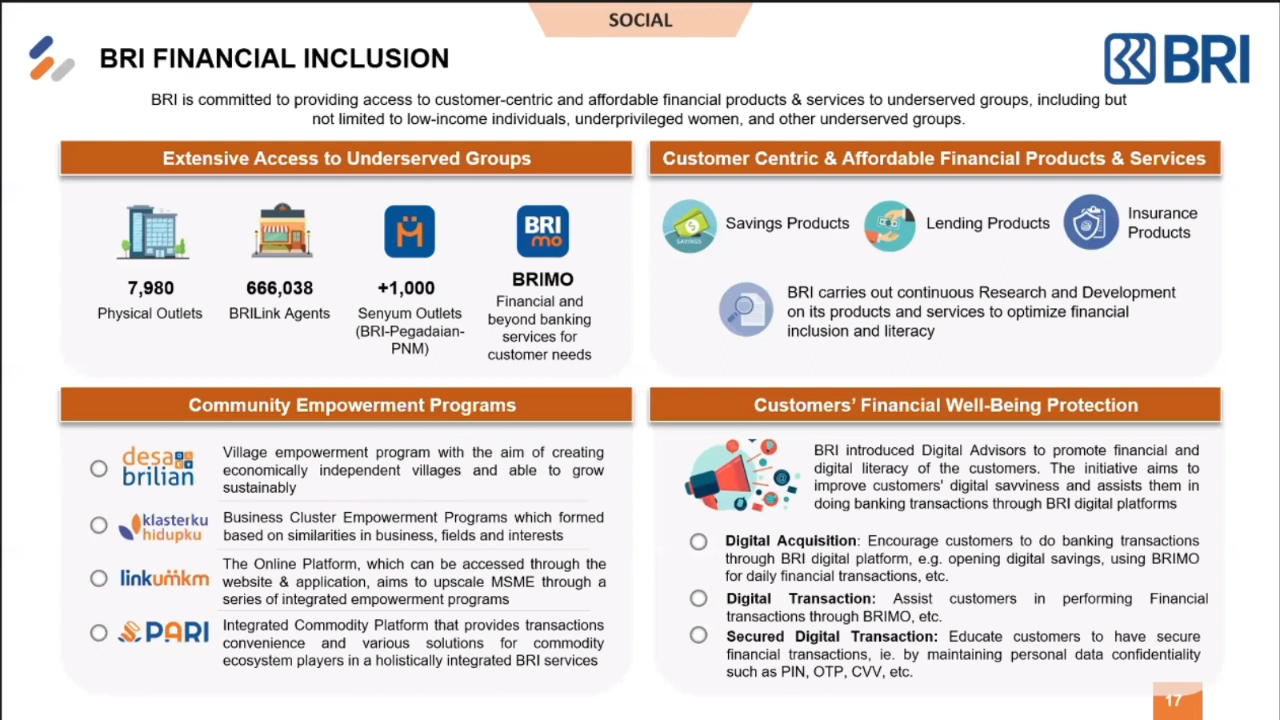 SOCIAL
BRI FINANCIAL INCLUSION
BRI
BRI is committed to providing access to customer-centric and affordable financial products & services to underserved groups, including but
not limited to low-income individuals, underprivileged women, and other underserved groups.
Extensive Access to Underserved Groups
BRI
mo
7,980
Physical Outlets
666,038
BRILink Agents
+1,000
Senyum Outlets
(BRI-Pegadaian-
PNM)
BRIMO
Financial and
beyond banking
services for
customer needs
Customer Centric & Affordable Financial Products & Services
SAVINGS
Savings Products
Lending Products
Insurance
Products
BRI carries out continuous Research and Development
on its products and services to optimize financial
inclusion and literacy
Community Empowerment Programs
desa
brilian
Village empowerment program with the aim of creating
economically independent villages and able to grow
sustainably
klasterku
hidupku
Business Cluster Empowerment Programs which formed
based on similarities in business, fields and interests
linkumkm
The Online Platform, which can be accessed through the
website & application, aims to upscale MSME through a
series of integrated empowerment programs
PARI
Integrated Commodity Platform that provides transactions
convenience and various solutions for commodity
ecosystem players in a holistically integrated BRI services
Customers' Financial Well-Being Protection
BRI introduced Digital Advisors to promote financial and
digital literacy of the customers. The initiative aims to
improve customers' digital savviness and assists them in
doing banking transactions through BRI digital platforms
Digital Acquisition: Encourage customers to do banking transactions
through BRI digital platform, e.g. opening digital savings, using BRIMO
for daily financial transactions, etc.
Digital Transaction: Assist customers in performing Financial
transactions through BRIMO, etc.
Secured Digital Transaction: Educate customers to have secure
financial transactions, ie. by maintaining personal data confidentiality
such as PIN, OTP, CVV, etc.
17